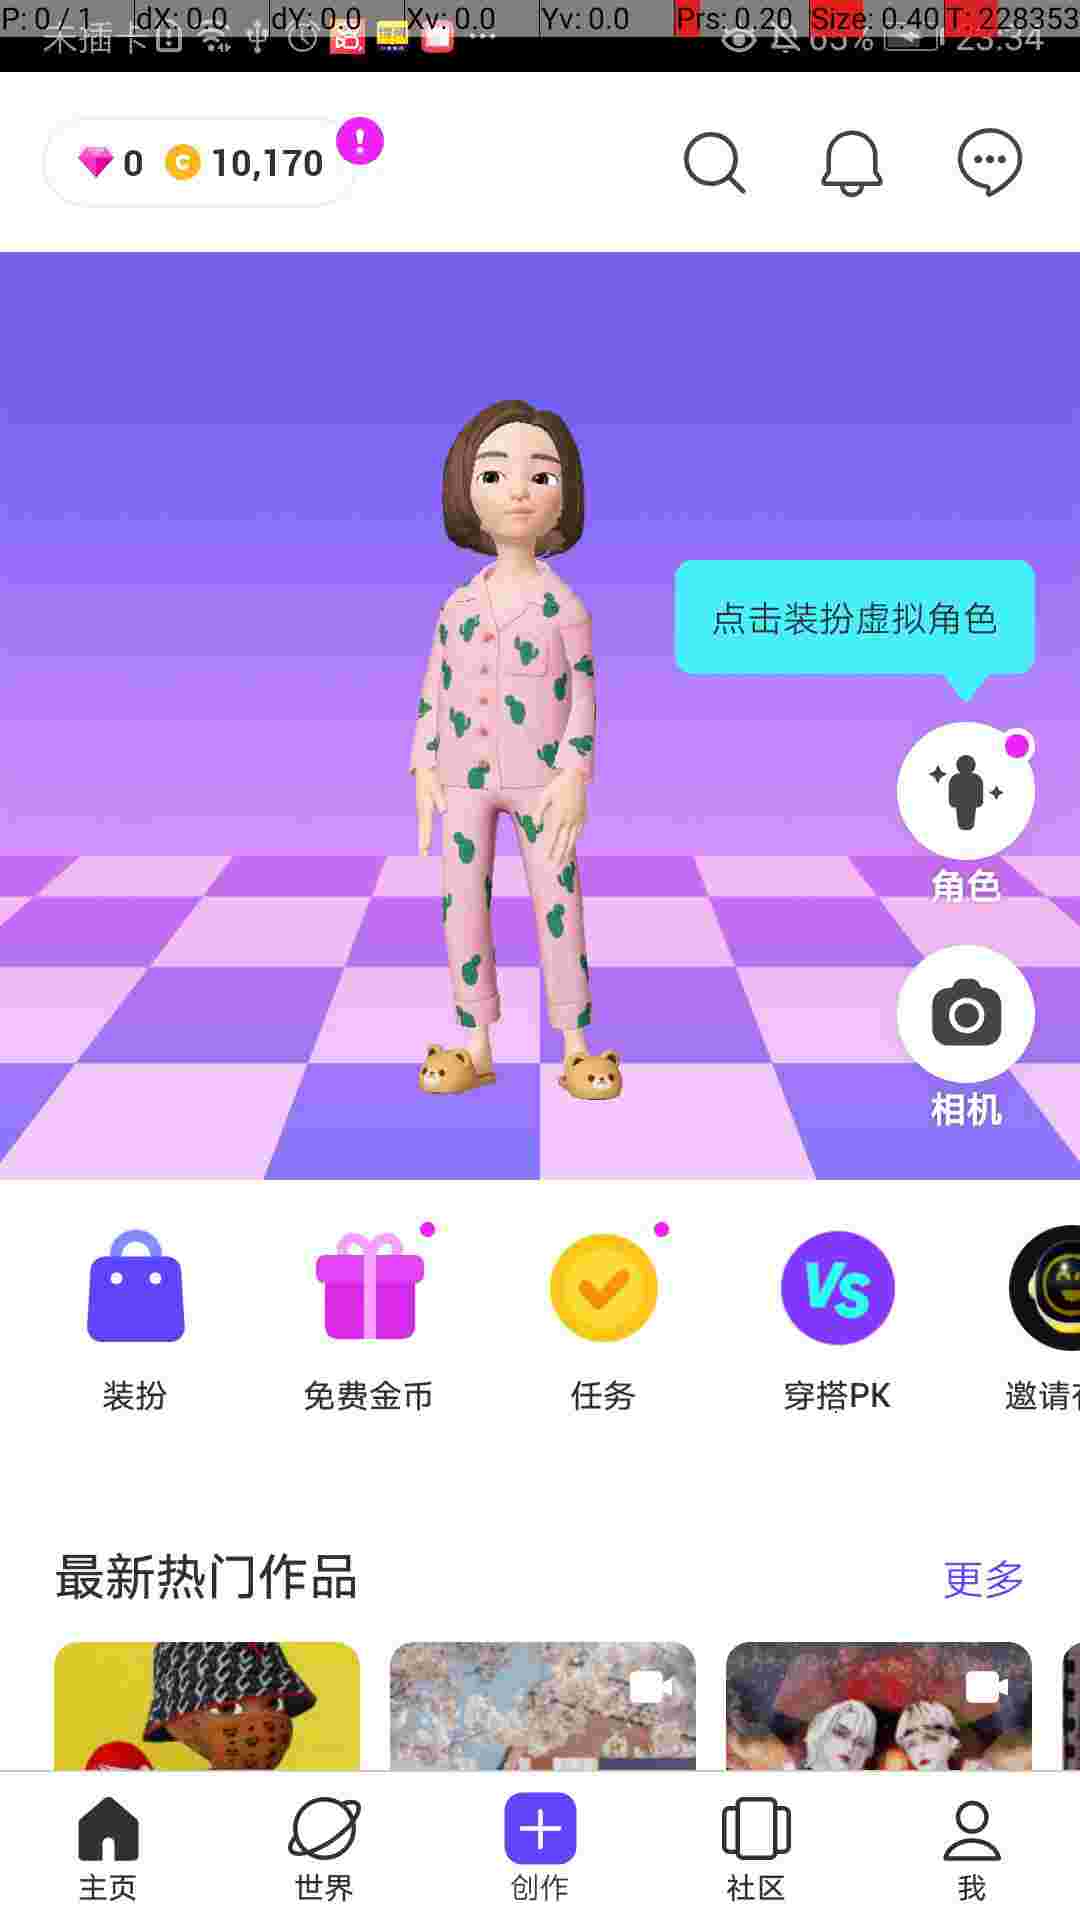 P: 0 / 1 dX: 0.0 dY: 0.0 Xv: 0.0 Yv: 0.0 Prs: 0.20 Size: 0.40 T: 228353
未插卡 63% 23:34
0 10,170
点击装扮虚拟角色
角色
相机
装扮 免费金币 任务 穿搭PK 邀请
最新热门作品 更多
主页 世界 创作 社区 我